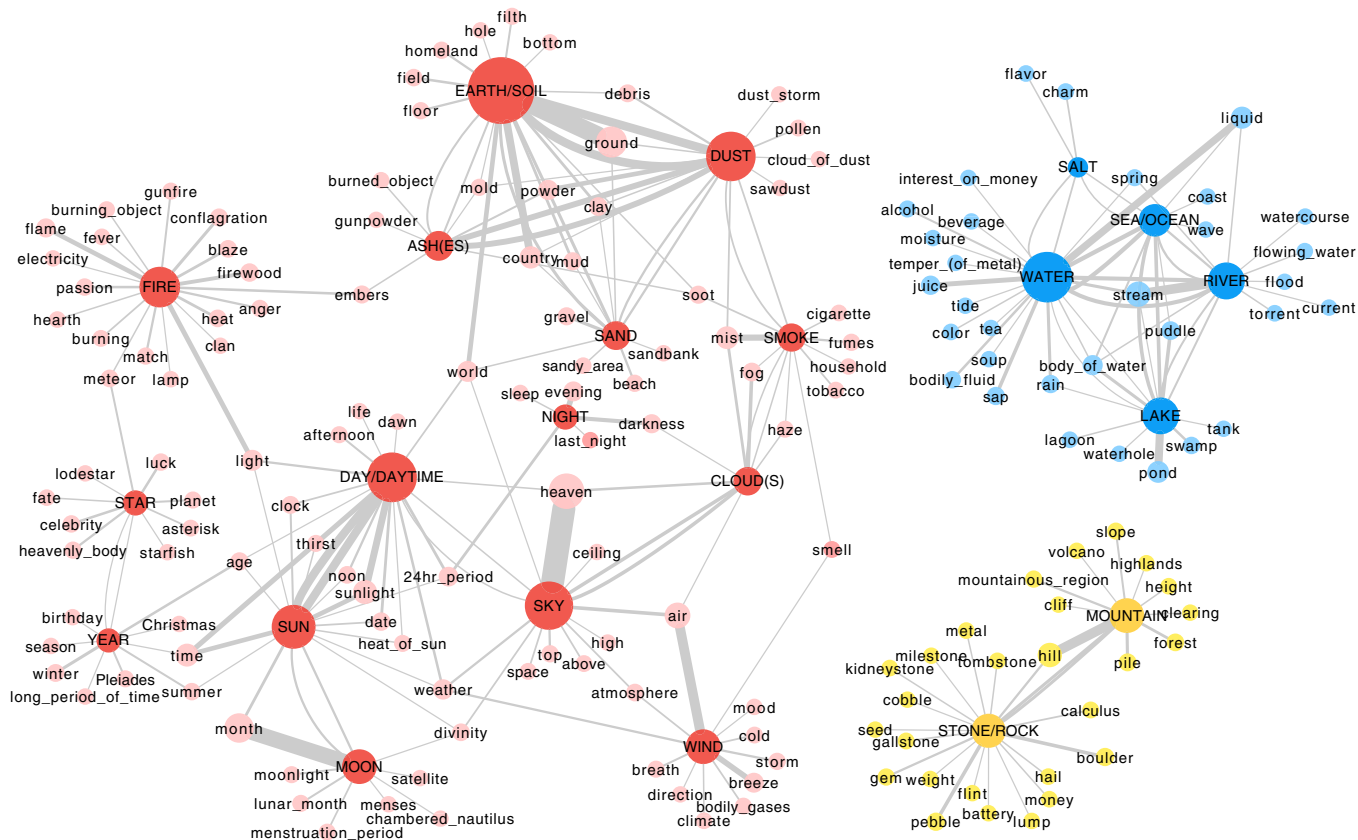 filth
hole
homeland
bottom
field
EARTH/SOIL
floor
debris
dust_storm
pollen
ground
DUST
cloud_of_dust
sawdust
burned_object
mold
powder
gunpowder
clay
ASH(ES)
country
mud
gunfire
burning_object
conflagration
flame
fever
blaze
electricity
firewood
passion
FIRE
embers
soot
anger
hearth
heat
burning
clan
match
meteor
lamp
gravel
SAND
sandbank
sandy_area
beach
world
mist
SMOKE
cigarette
fumes
household
fog
tobacco
haze
sleep
evening
NIGHT
darkness
last_night
life
dawn
afternoon
light
DAY/DAYTIME
heaven
CLOUD(S)
luck
lodestar
fate
STAR
planet
celebrity
asterisk
heavenly_body
starfish
clock
thirst
age
noon
sunlight
24hr_period
ceiling
smell
birthday
Christmas
YEAR
season
time
winter
Pleiades
long_period_of_time
summer
SUN
date
heat_of_sun
SKY
air
high
top
above
space
weather
atmosphere
month
divinity
MOON
moonlight
satellite
lunar_month
menses
chambered_nautilus
menstruation_period
mood
cold
WIND
storm
breath
breeze
direction
bodily_gases
climate
flavor
charm
liquid
SALT
spring
interest_on_money
coast
alcohol
beverage
SEA/OCEAN
watercourse
moisture
wave
temper_(of_metal)
flowing_water
WATER
RIVER
juice
stream
flood
tide
current
torrent
color
tea
puddle
soup
body_of_water
bodily_fluid
rain
sap
LAKE
tank
lagoon
swamp
waterhole
pond
slope
volcano
highlands
mountainous_region
height
cliff
MOUNTAIN
clearing
metal
forest
milestone
tombstone
hill
pile
kidneystone
cobble
calculus
seed
STONE/ROCK
gallstone
boulder
gem
weight
hail
flint
money
pebble
battery
lump